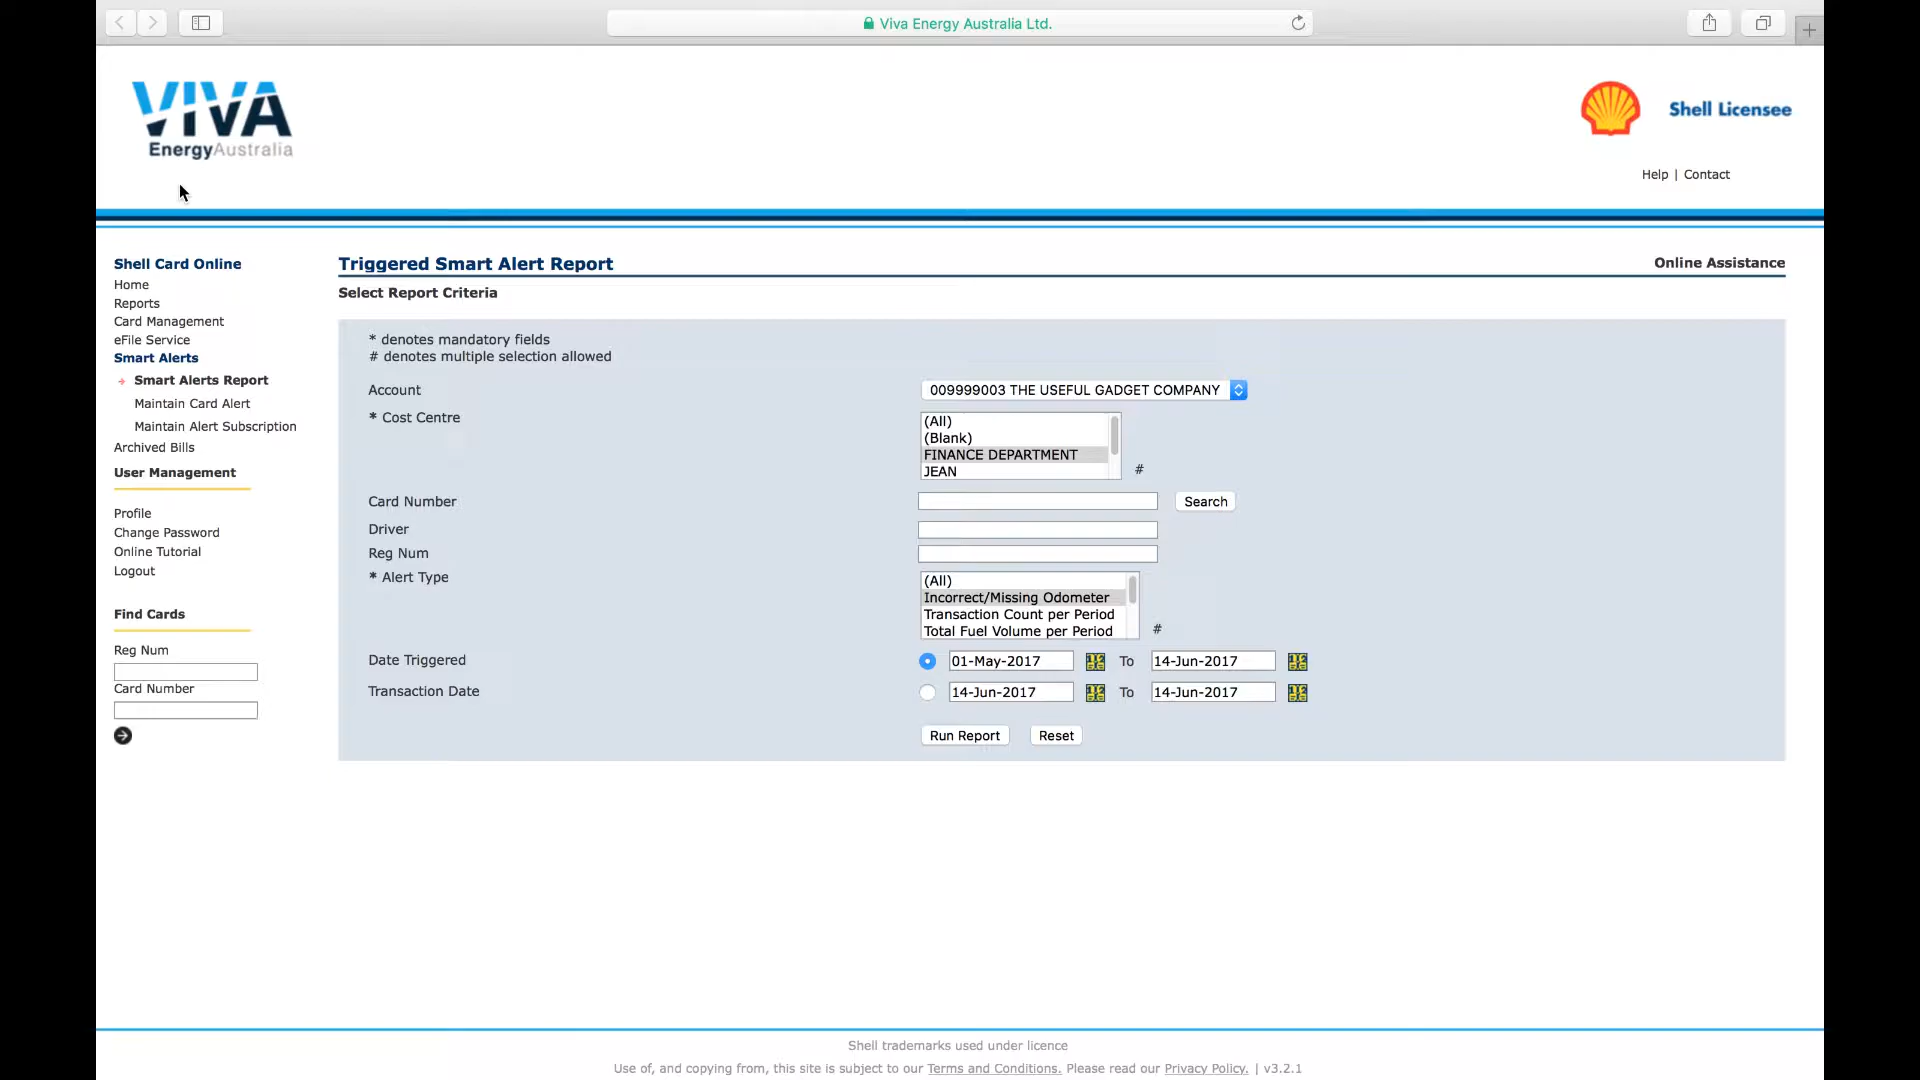 Viva Energy Australia Ltd.
VIVA
EnergyAustralia
Shell Licensee
Help | Contact
Shell Card Online
Home
Reports
Card Management
eFile Service
Smart Alerts
Smart Alerts Report
Maintain Card Alert
Maintain Alert Subscription
Archived Bills
User Management
Profile
Change Password
Online Tutorial
Logout
Find Cards
Reg Num
Card Number
Triggered Smart Alert Report
Online Assistance
Select Report Criteria
* denotes mandatory fields
# denotes multiple selection allowed
Account 009999003 THE USEFUL GADGET COMPANY
* Cost Centre
(All)
(Blank)
FINANCE DEPARTMENT
JEAN
#
Card Number Search
Driver
Reg Num
* Alert Type
(All)
Incorrect/Missing Odometer
Transaction Count per Period
Total Fuel Volume per Period
#
Date Triggered 01-May-2017 To 14-Jun-2017
Transaction Date 14-Jun-2017 To 14-Jun-2017
Run Report Reset
Shell trademarks used under licence
Use of, and copying from, this site is subject to our Terms and Conditions. Please read our Privacy Policy. | v3.2.1